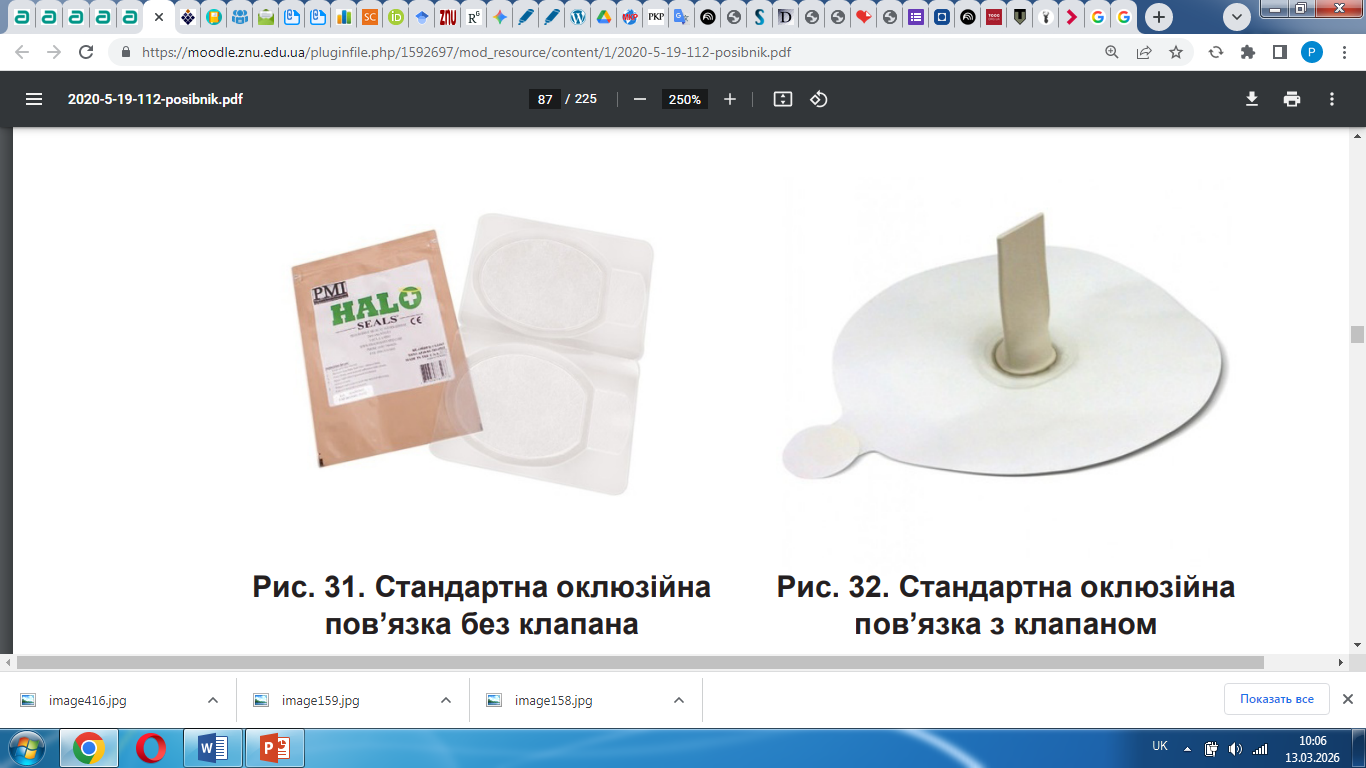 https://moodle.znu.edu.ua/pluginfile.php/1592697/mod_resource/content/1/2020-5-19-112-posibnik.pdf
2020-5-19-112-posibnik.pdf
87 / 225
250%
PMI
HALO
SEALS
CE
Рис. 31. Стандартна оклюзійна
пов’язка без клапана
Рис. 32. Стандартна оклюзійна
пов’язка з клапаном
image416.jpg
image159.jpg
image158.jpg
Показать все
UK
10:06
13.03.2026